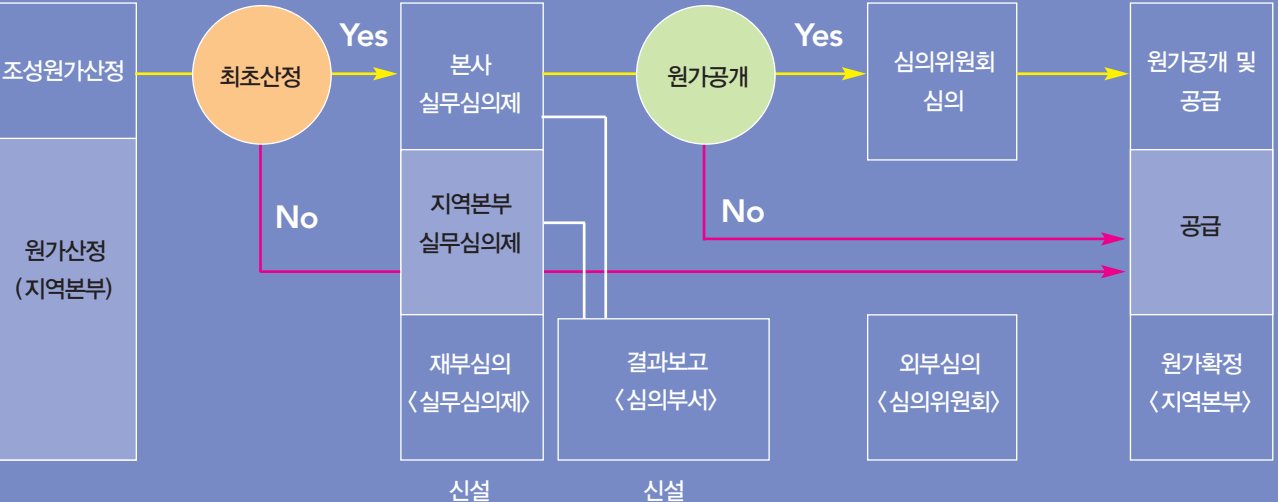 조성원가산정
최초산정
Yes
본사
실무심의제
원가공개
Yes
심의위원회
심의
원가공개 및
공급
원가산정
(지역본부)
No
지역본부
실무심의제
No
공급
재부심의
〈실무심의제〉
결과보고
〈심의부서〉
외부심의
〈심의위원회〉
원가확정
〈지역본부〉
신설
신설